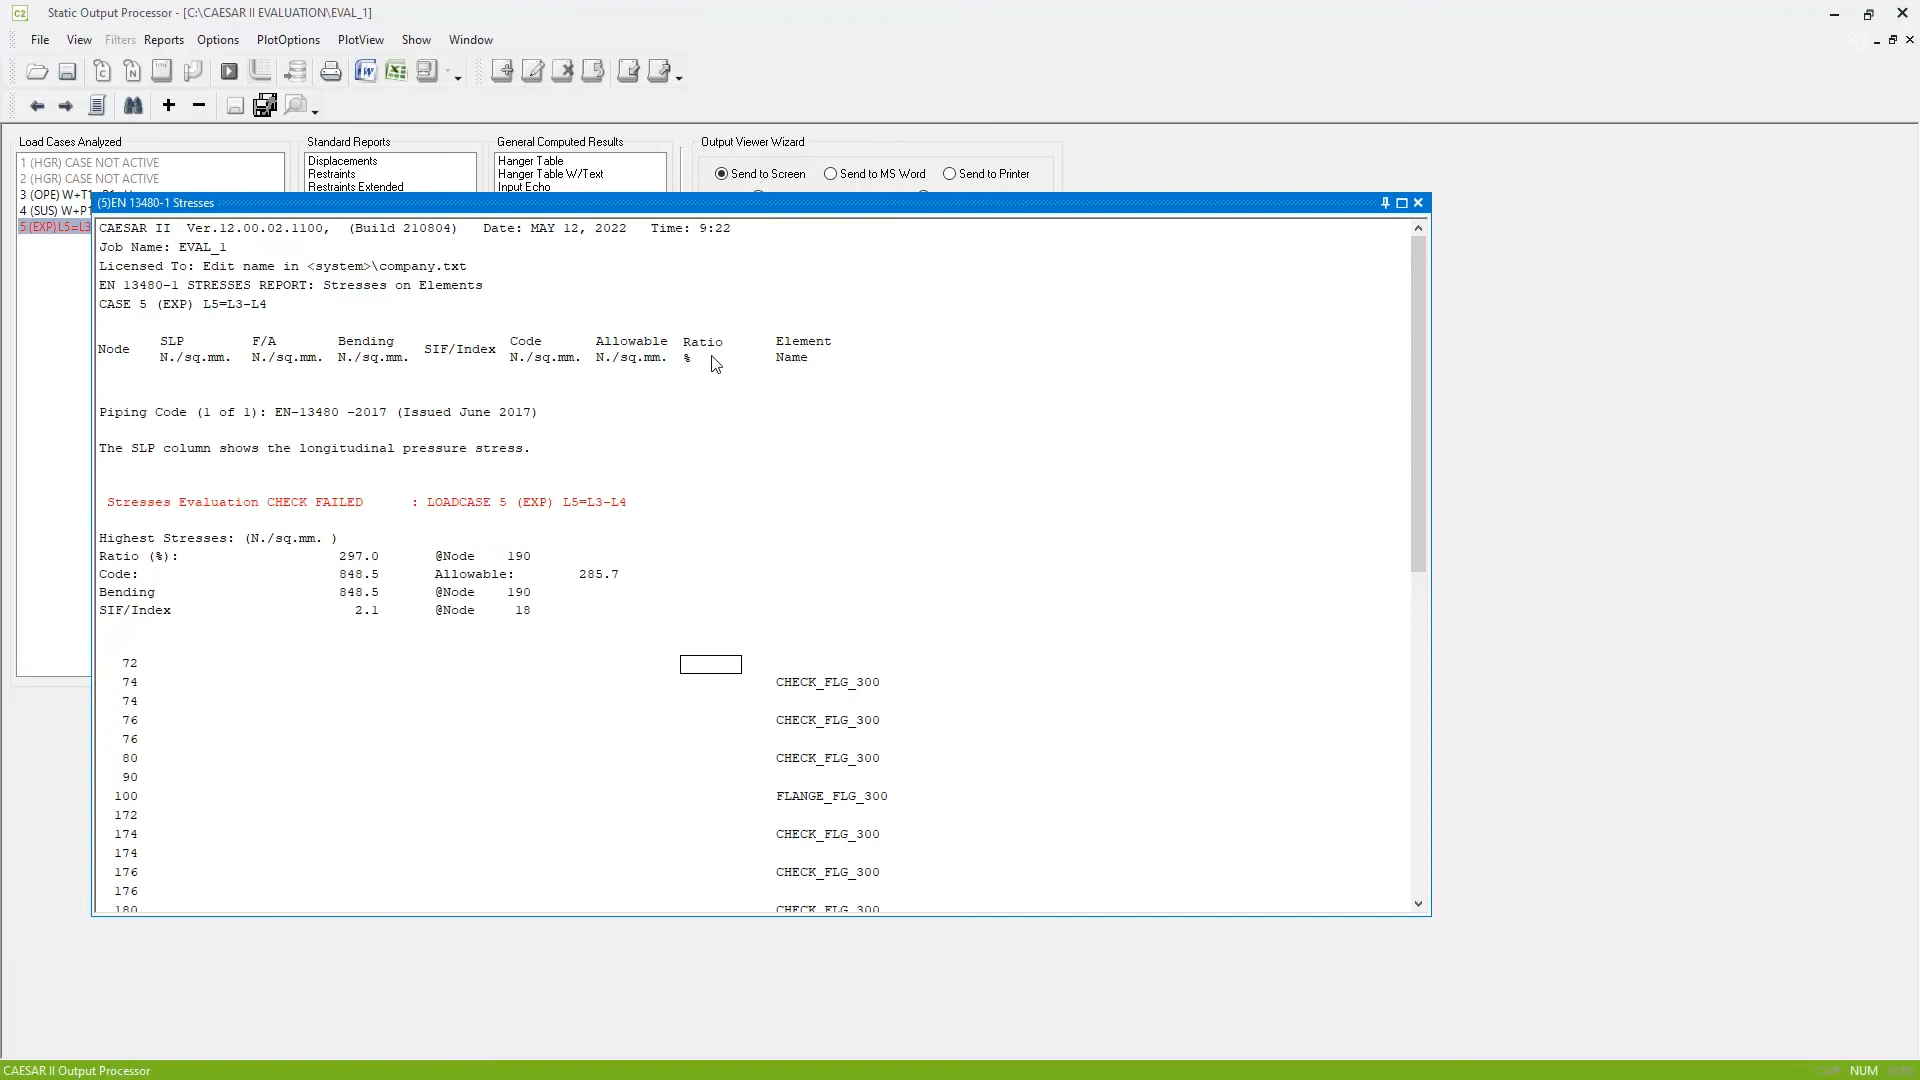 C2 Static Output Processor - [C:\CAESAR II EVALUATION\EVAL_1]
File View Filters Reports Options PlotOptions PlotView Show Window
Load Cases Analyzed
1 (HGR) CASE NOT ACTIVE
2 (HGR) CASE NOT ACTIVE
3 (OPE) W+T1
4 (SUS) W+P1
5 (EXP) L5=L3
Standard Reports
Displacements
Restraints
Restraints Extended
General Computed Results
Hanger Table
Hanger Table W/Text
Input Echo
Output Viewer Wizard
Send to Screen Send to MS Word Send to Printer
(5)EN 13480-1 Stresses
CAESAR II Ver.12.00.02.1100, (Build 210804) Date: MAY 12, 2022 Time: 9:22
Job Name: EVAL_1
Licensed To: Edit name in <system>\company.txt
EN 13480-1 STRESSES REPORT: Stresses on Elements
CASE 5 (EXP) L5=L3-L4
Node SLP F/A Bending SIF/Index Code Allowable Ratio Element
N./sq.mm. N./sq.mm. N./sq.mm. N./sq.mm. N./sq.mm. % Name
Piping Code (1 of 1): EN-13480 -2017 (Issued June 2017)
The SLP column shows the longitudinal pressure stress.
Stresses Evaluation CHECK FAILED : LOADCASE 5 (EXP) L5=L3-L4
Highest Stresses: (N./sq.mm. )
Ratio (%): 297.0 @Node 190
Code: 848.5 Allowable: 285.7
Bending 848.5 @Node 190
SIF/Index 2.1 @Node 18
72
74 CHECK_FLG_300
74
76 CHECK_FLG_300
76
80 CHECK_FLG_300
90
100 FLANGE_FLG_300
172
174 CHECK_FLG_300
174
176 CHECK_FLG_300
176
180 CHECK_FLG_300
CAESAR II Output Processor
NUM